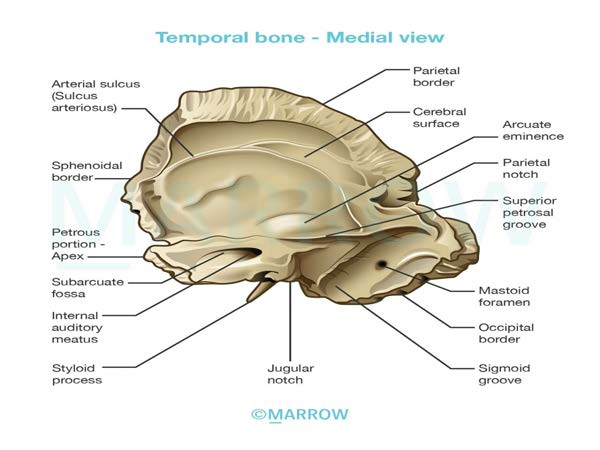 Temporal bone - Medial view
Arterial sulcus
(Sulcus
arteriosus)
Sphenoidal
border
Petrous
portion -
Apex
Subarcuate
fossa
Internal
auditory
meatus
Styloid
process
Jugular
notch
Parietal
border
Cerebral
surface
Arcuate
eminence
Parietal
notch
Superior
petrosal
groove
Mastoid
foramen
Occipital
border
Sigmoid
groove
MARROW
©MARROW